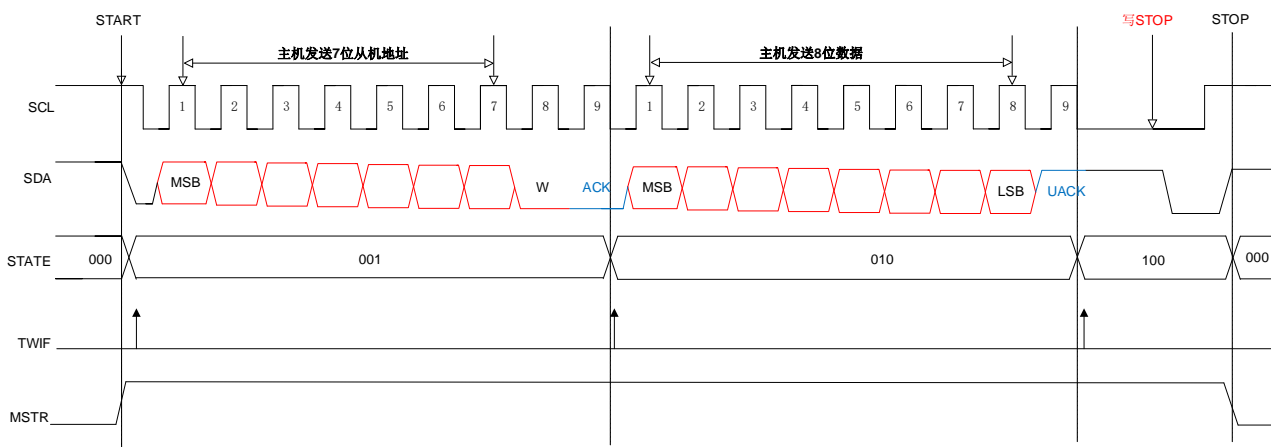 START 写STOP STOP
主机发送7位从机地址 主机发送8位数据
SCL 1 2 3 4 5 6 7 8 9 1 2 3 4 5 6 7 8 9
SDA MSB W ACK MSB LSB UACK
STATE 000 001 010 100 000
TWIF
MSTR